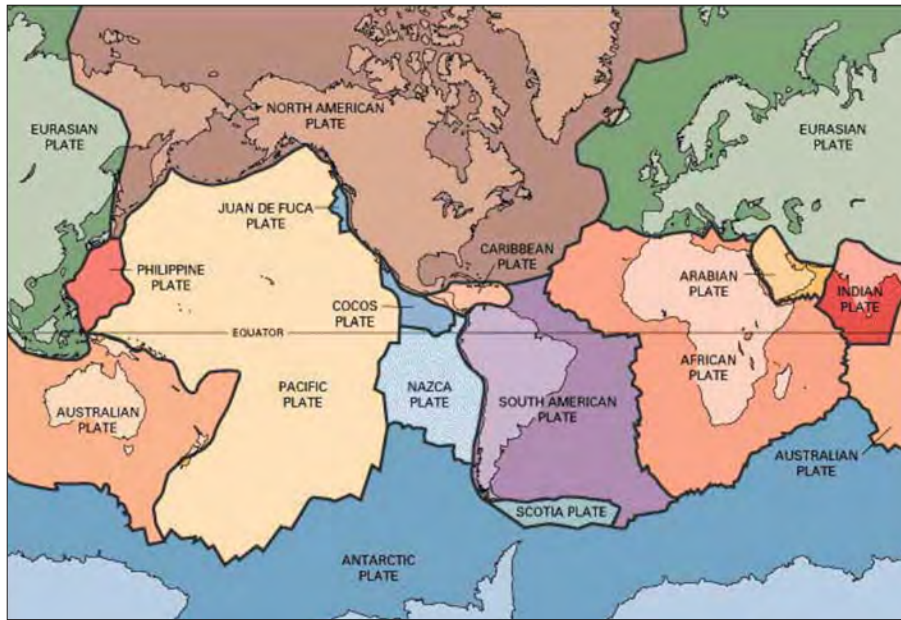 NORTH AMERICAN
PLATE
EURASIAN
PLATE
EURASIAN
PLATE
JUAN DE FUCA
PLATE
CARIBBEAN
PLATE
PHILIPPINE
PLATE
ARABIAN
PLATE
INDIAN
PLATE
COCOS
PLATE
EQUATOR
AFRICAN
PLATE
PACIFIC
PLATE
NAZCA
PLATE
SOUTH AMERICAN
PLATE
AUSTRALIAN
PLATE
AUSTRALIAN
PLATE
SCOTIA PLATE
ANTARCTIC
PLATE